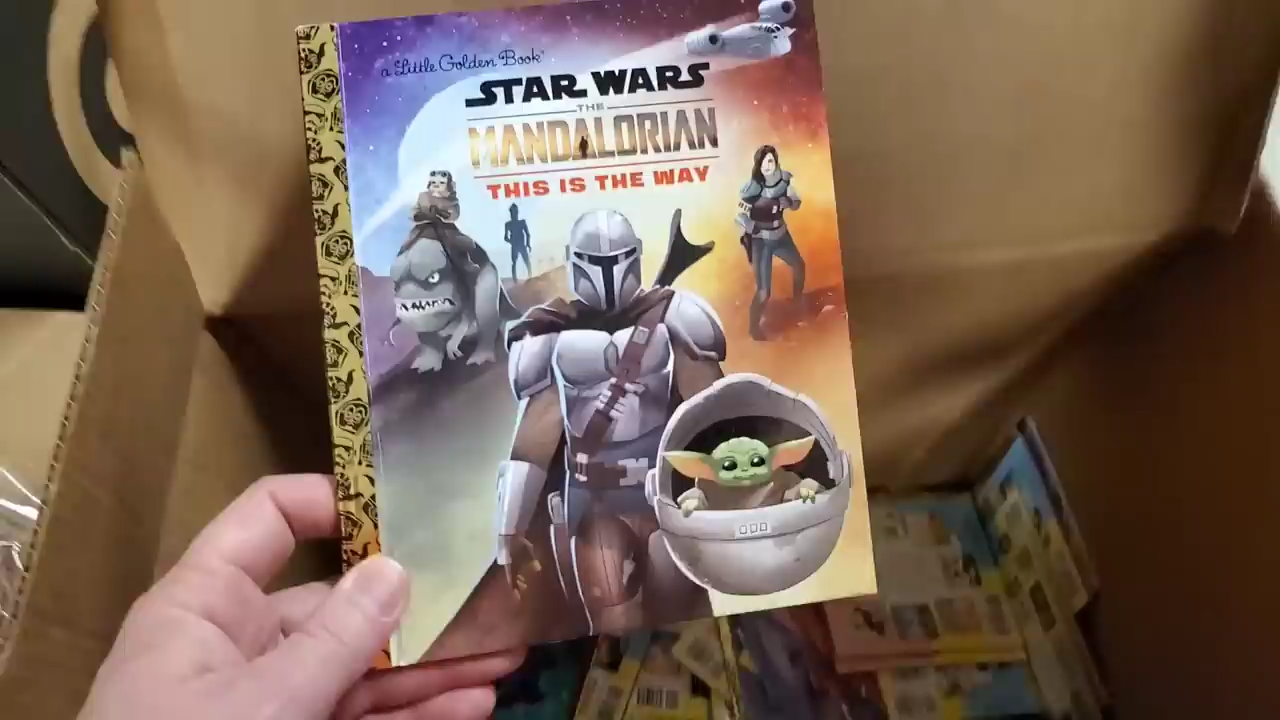 a Little Golden Book
STAR WARS
THE
MANDALORIAN
THIS IS THE WAY